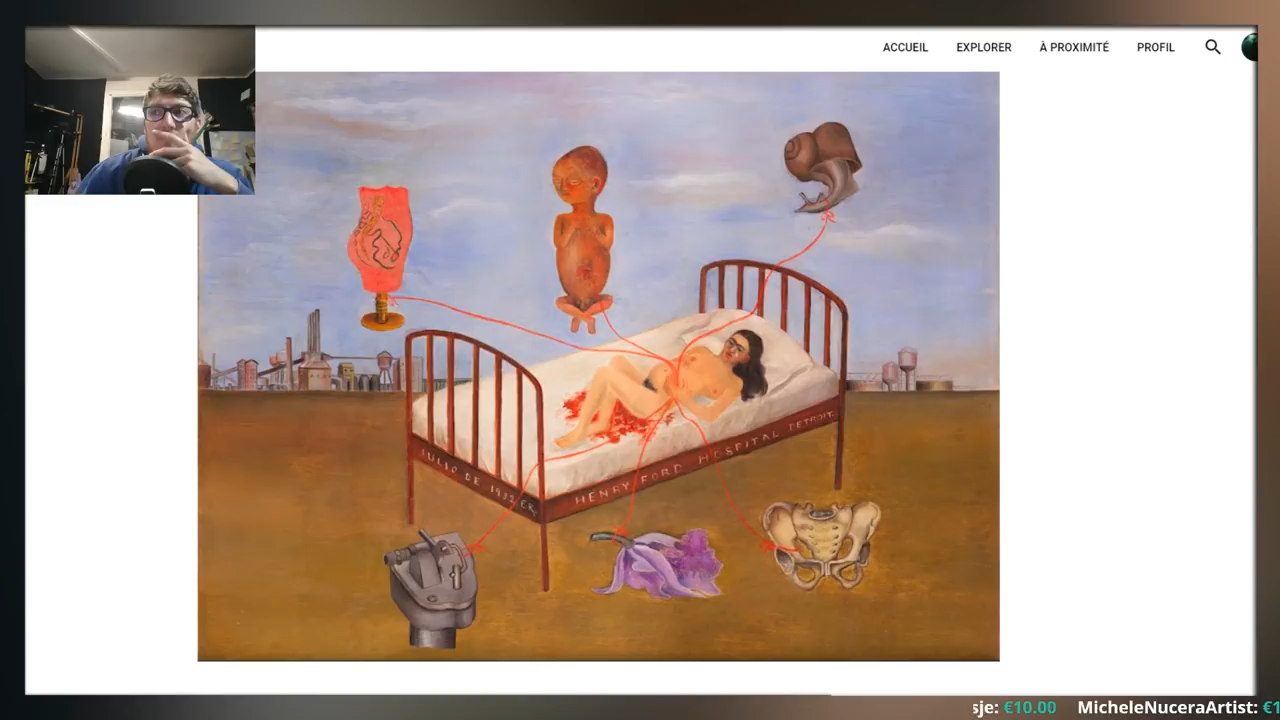 ACCUEIL EXPLORER À PROXIMITÉ PROFIL
JULIO DE 1932
HENRY FORD HOSPITAL DETROIT.
sje: €10.00 MicheleNuceraArtist: €1